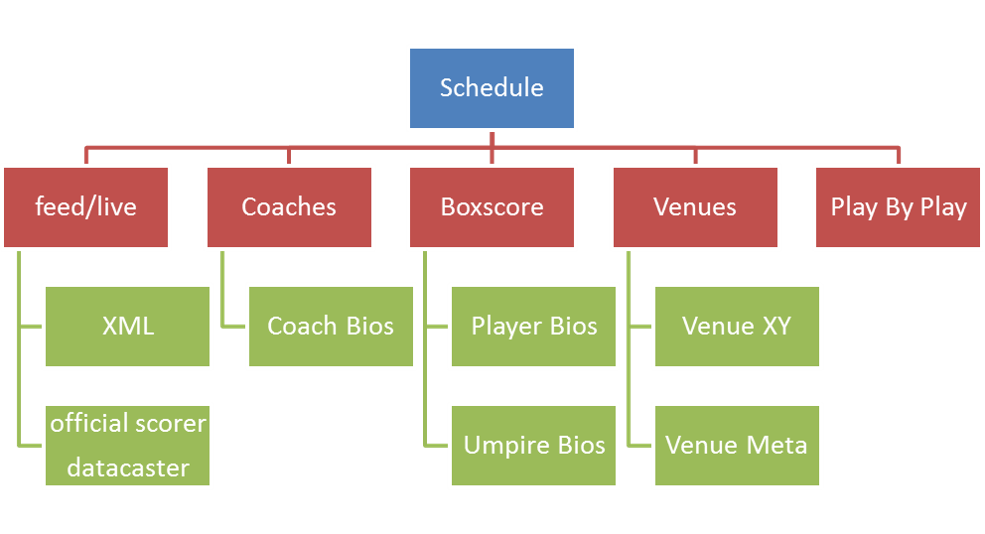 Schedule
feed/live
Coaches
Boxscore
Venues
Play By Play
XML
Coach Bios
Player Bios
Venue XY
official scorer
datacaster
Umpire Bios
Venue Meta